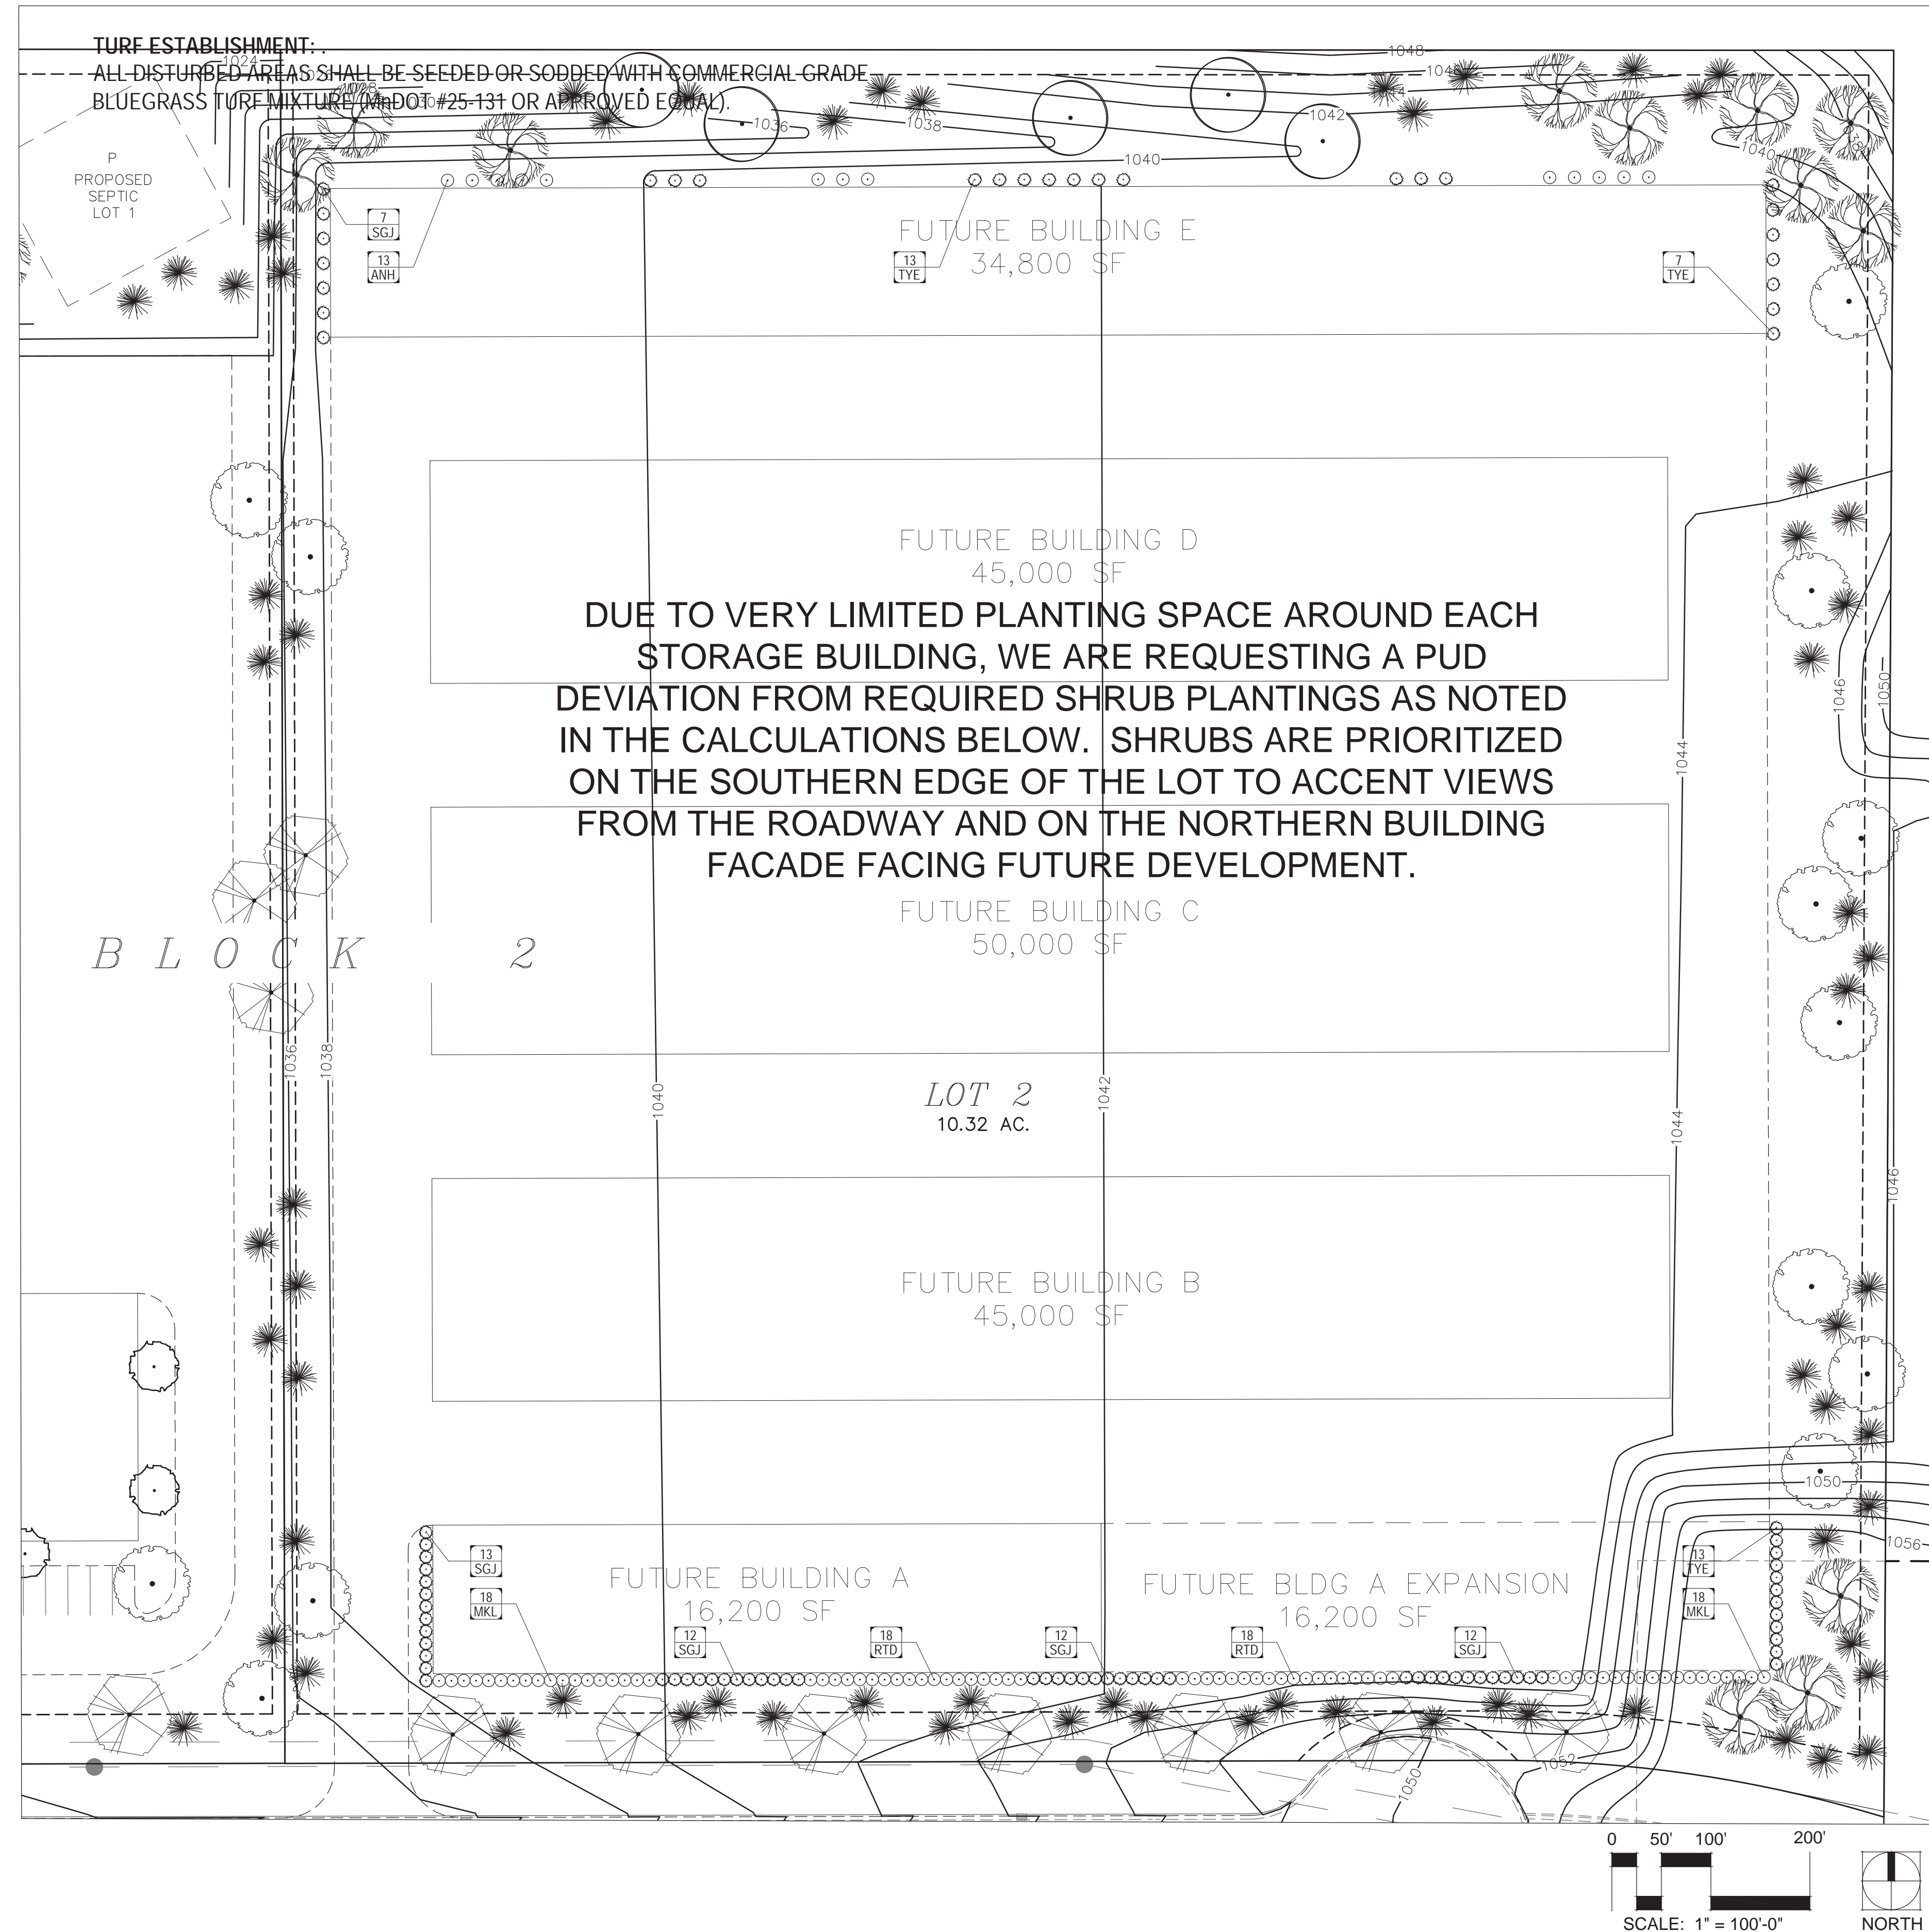 TURF ESTABLISHMENT: .
ALL DISTURBED AREAS SHALL BE SEEDED OR SODDED WITH COMMERCIAL GRADE
BLUEGRASS TURF MIXTURE (MnDOT #25-131 OR APPROVED EQUAL).
1024
1026
1028
1030
1036
1038
1040
1042
1044
1046
1048
1040
P
PROPOSED
SEPTIC
LOT 1
7
SGJ
13
ANH
13
TYE
7
TYE
FUTURE BUILDING E
34,800 SF
FUTURE BUILDING D
45,000 SF
DUE TO VERY LIMITED PLANTING SPACE AROUND EACH
STORAGE BUILDING, WE ARE REQUESTING A PUD
DEVIATION FROM REQUIRED SHRUB PLANTINGS AS NOTED
IN THE CALCULATIONS BELOW. SHRUBS ARE PRIORITIZED
ON THE SOUTHERN EDGE OF THE LOT TO ACCENT VIEWS
FROM THE ROADWAY AND ON THE NORTHERN BUILDING
FACADE FACING FUTURE DEVELOPMENT.
1046
1050
1044
FUTURE BUILDING C
50,000 SF
BLOCK 2
1036
1038
1040
1042
1044
1046
LOT 2
10.32 AC.
FUTURE BUILDING B
45,000 SF
1050
1056
13
SGJ
18
MKL
FUTURE BUILDING A
16,200 SF
FUTURE BLDG A EXPANSION
16,200 SF
13
TYE
18
MKL
12
SGJ
18
RTD
12
SGJ
18
RTD
12
SGJ
1050
1052
0 50' 100' 200'
SCALE: 1" = 100'-0"
NORTH